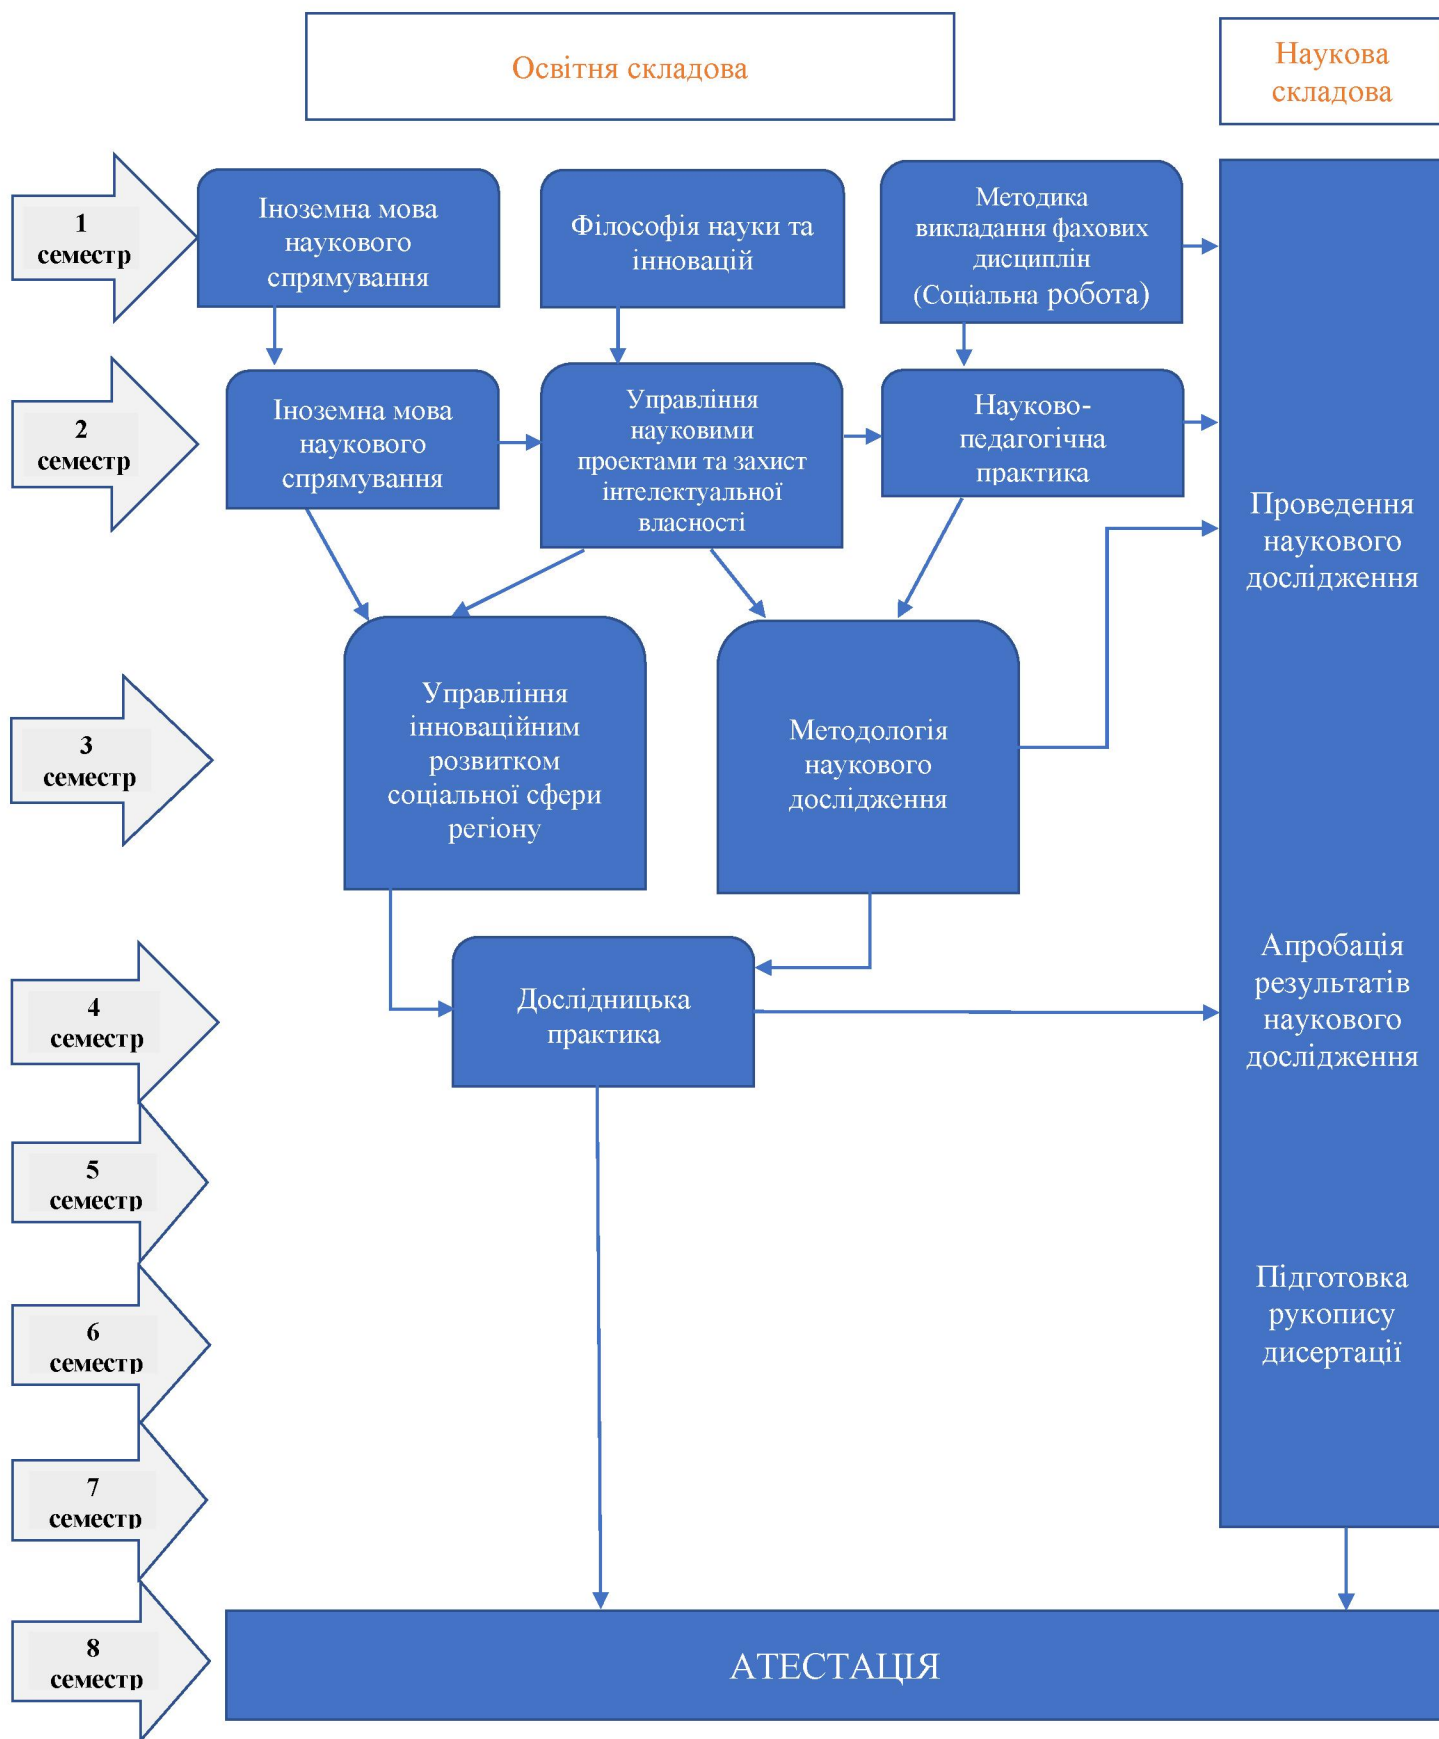 Освітня складова
Наукова
складова
1
семестр
Іноземна мова
наукового
спрямування
Філософія науки та
інновацій
Методика
викладання фахових
дисциплін
(Соціальна робота)
2
семестр
Іноземна мова
наукового
спрямування
Управління
науковими
проектами та захист
інтелектуальної
власності
Науково-
педагогічна
практика
Проведення
наукового
дослідження
3
семестр
Управління
інноваційним
розвитком
соціальної сфери
регіону
Методологія
наукового
дослідження
4
семестр
Дослідницька
практика
Апробація
результатів
наукового
дослідження
5
семестр
6
семестр
Підготовка
рукопису
дисертації
7
семестр
8
семестр
АТЕСТАЦІЯ